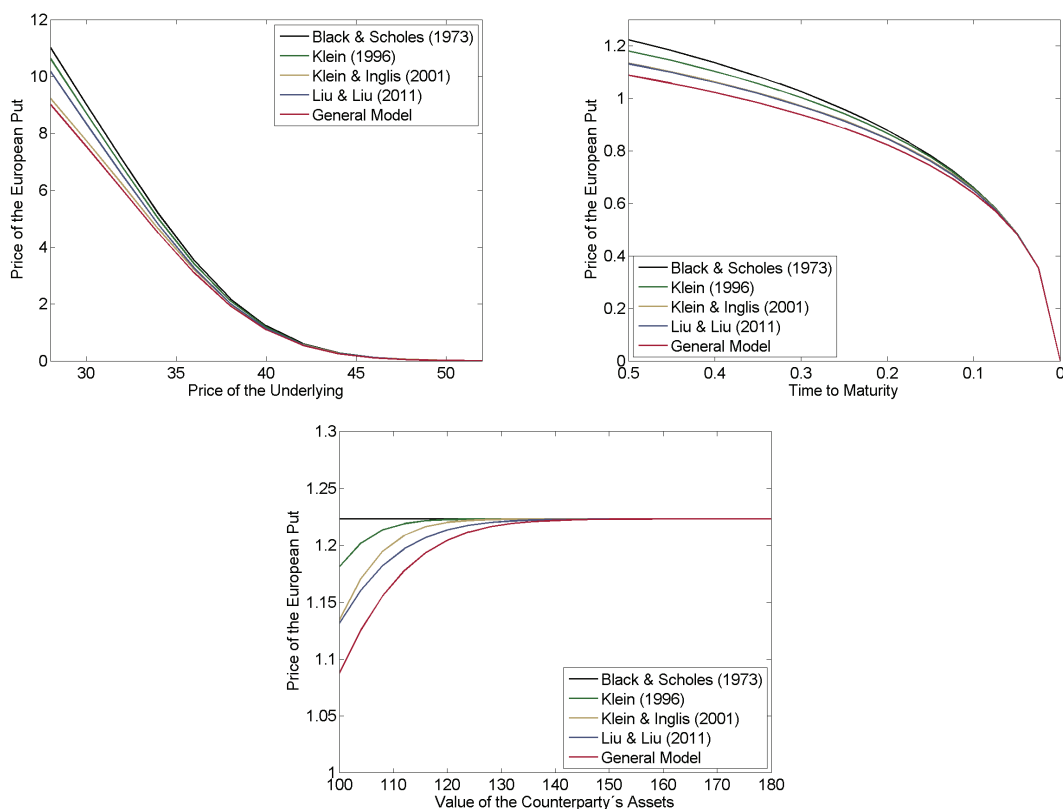 12
10
8
6
4
2
0
30
35
40
45
50
Price of the European Put
Price of the Underlying
Black & Scholes (1973)
Klein (1996)
Klein & Inglis (2001)
Liu & Liu (2011)
General Model
1.2
1
0.8
0.6
0.4
0.2
0
0.5
0.4
0.3
0.2
0.1
0
Price of the European Put
Time to Maturity
Black & Scholes (1973)
Klein (1996)
Klein & Inglis (2001)
Liu & Liu (2011)
General Model
1.3
1.25
1.2
1.15
1.1
1.05
1
100
110
120
130
140
150
160
170
180
Price of the European Put
Value of the Counterparty´s Assets
Black & Scholes (1973)
Klein (1996)
Klein & Inglis (2001)
Liu & Liu (2011)
General Model